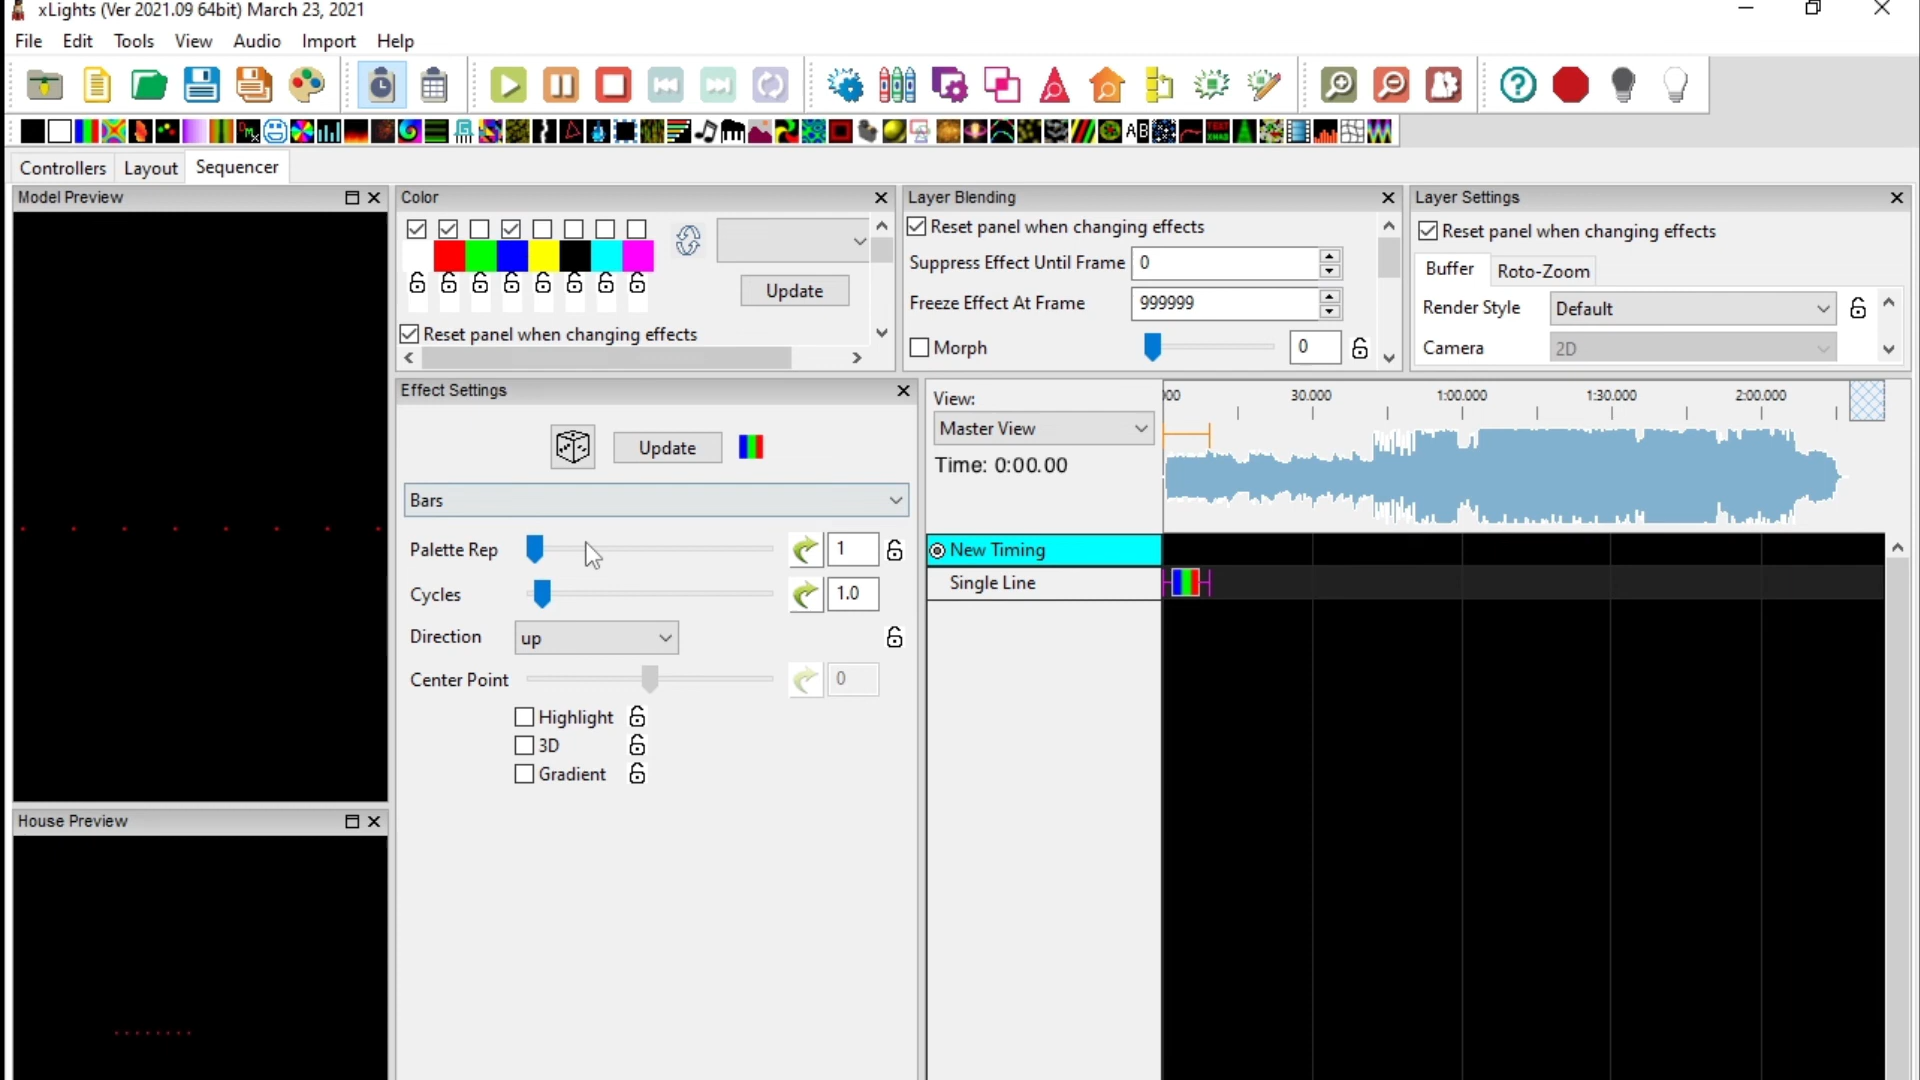 xLights (Ver 2021.09 64bit) March 23, 2021
File Edit Tools View Audio Import Help
Controllers Layout Sequencer
Model Preview
Color
Layer Blending
Layer Settings
Reset panel when changing effects
Update
Reset panel when changing effects
Suppress Effect Until Frame 0
Freeze Effect At Frame 999999
Morph 0
Reset panel when changing effects
Buffer Roto-Zoom
Render Style Default
Camera 2D
Effect Settings
Update
Bars
Palette Rep 1
Cycles 1.0
Direction up
Center Point 0
Highlight
3D
Gradient
View:
Master View
Time: 0:00.00
30.000 1:00.000 1:30.000 2:00.000
New Timing
Single Line
House Preview